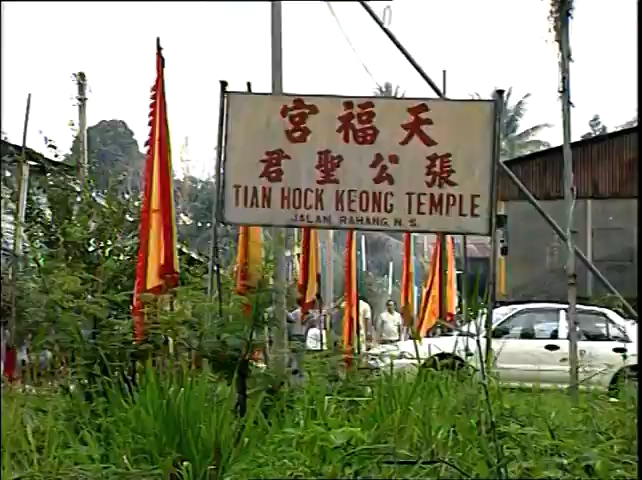 天福宮
張公聖君
TIAN HOCK KEONG TEMPLE
JALAN RAHANG N.S.